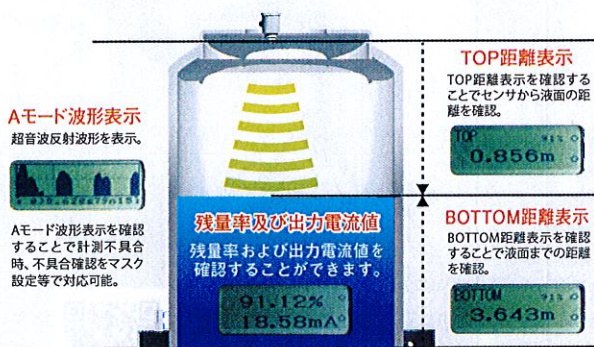 TOP距離表示
TOP距離表示を確認する
ことでセンサから液面の距
離を確認。
TOP 91%
0.856m
Aモード波形表示
超音波反射波形を表示。
Aモード波形表示を確認
することで計測不具合
時、不具合確認をマスク
設定等で対応可能。
残量率及び出力電流値
残量率および出力電流値を
確認することができます。
91.12%
18.58mA
BOTTOM距離表示
BOTTOM距離表示を確認
することで液面までの距離
を確認。
BOTTOM 91%
3.643m